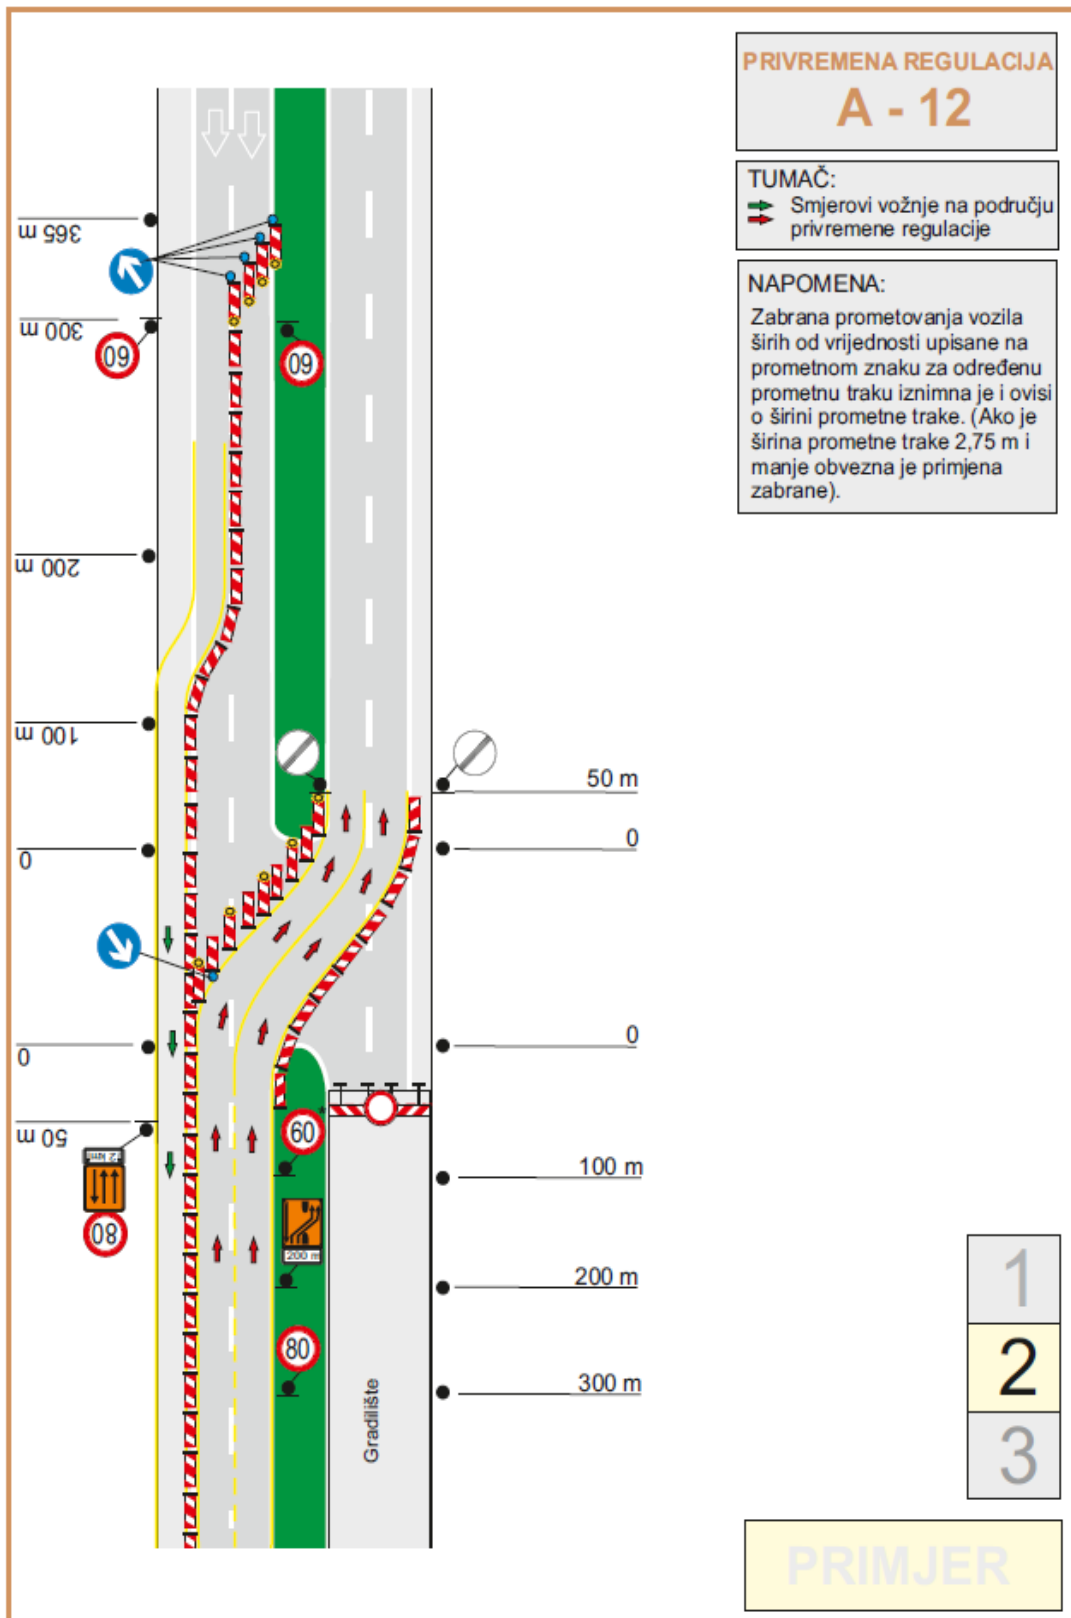 PRIVREMENA REGULACIJA
A - 12
TUMAČ:
Smjerovi vožnje na području
privremene regulacije
NAPOMENA:
Zabrana prometovanja vozila
širih od vrijednosti upisane na
prometnom znaku za određenu
prometnu traku iznimna je i ovisi
o širini prometne trake. (Ako je
širina prometne trake 2,75 m i
manje obvezna je primjena
zabrane).
365 m
300 m
60
60
200 m
100 m
50 m
0
0
0
0
50 m
60
2 km
80
100 m
200 m
200 m
80
300 m
Gradilište
1
2
3
PRIMJER